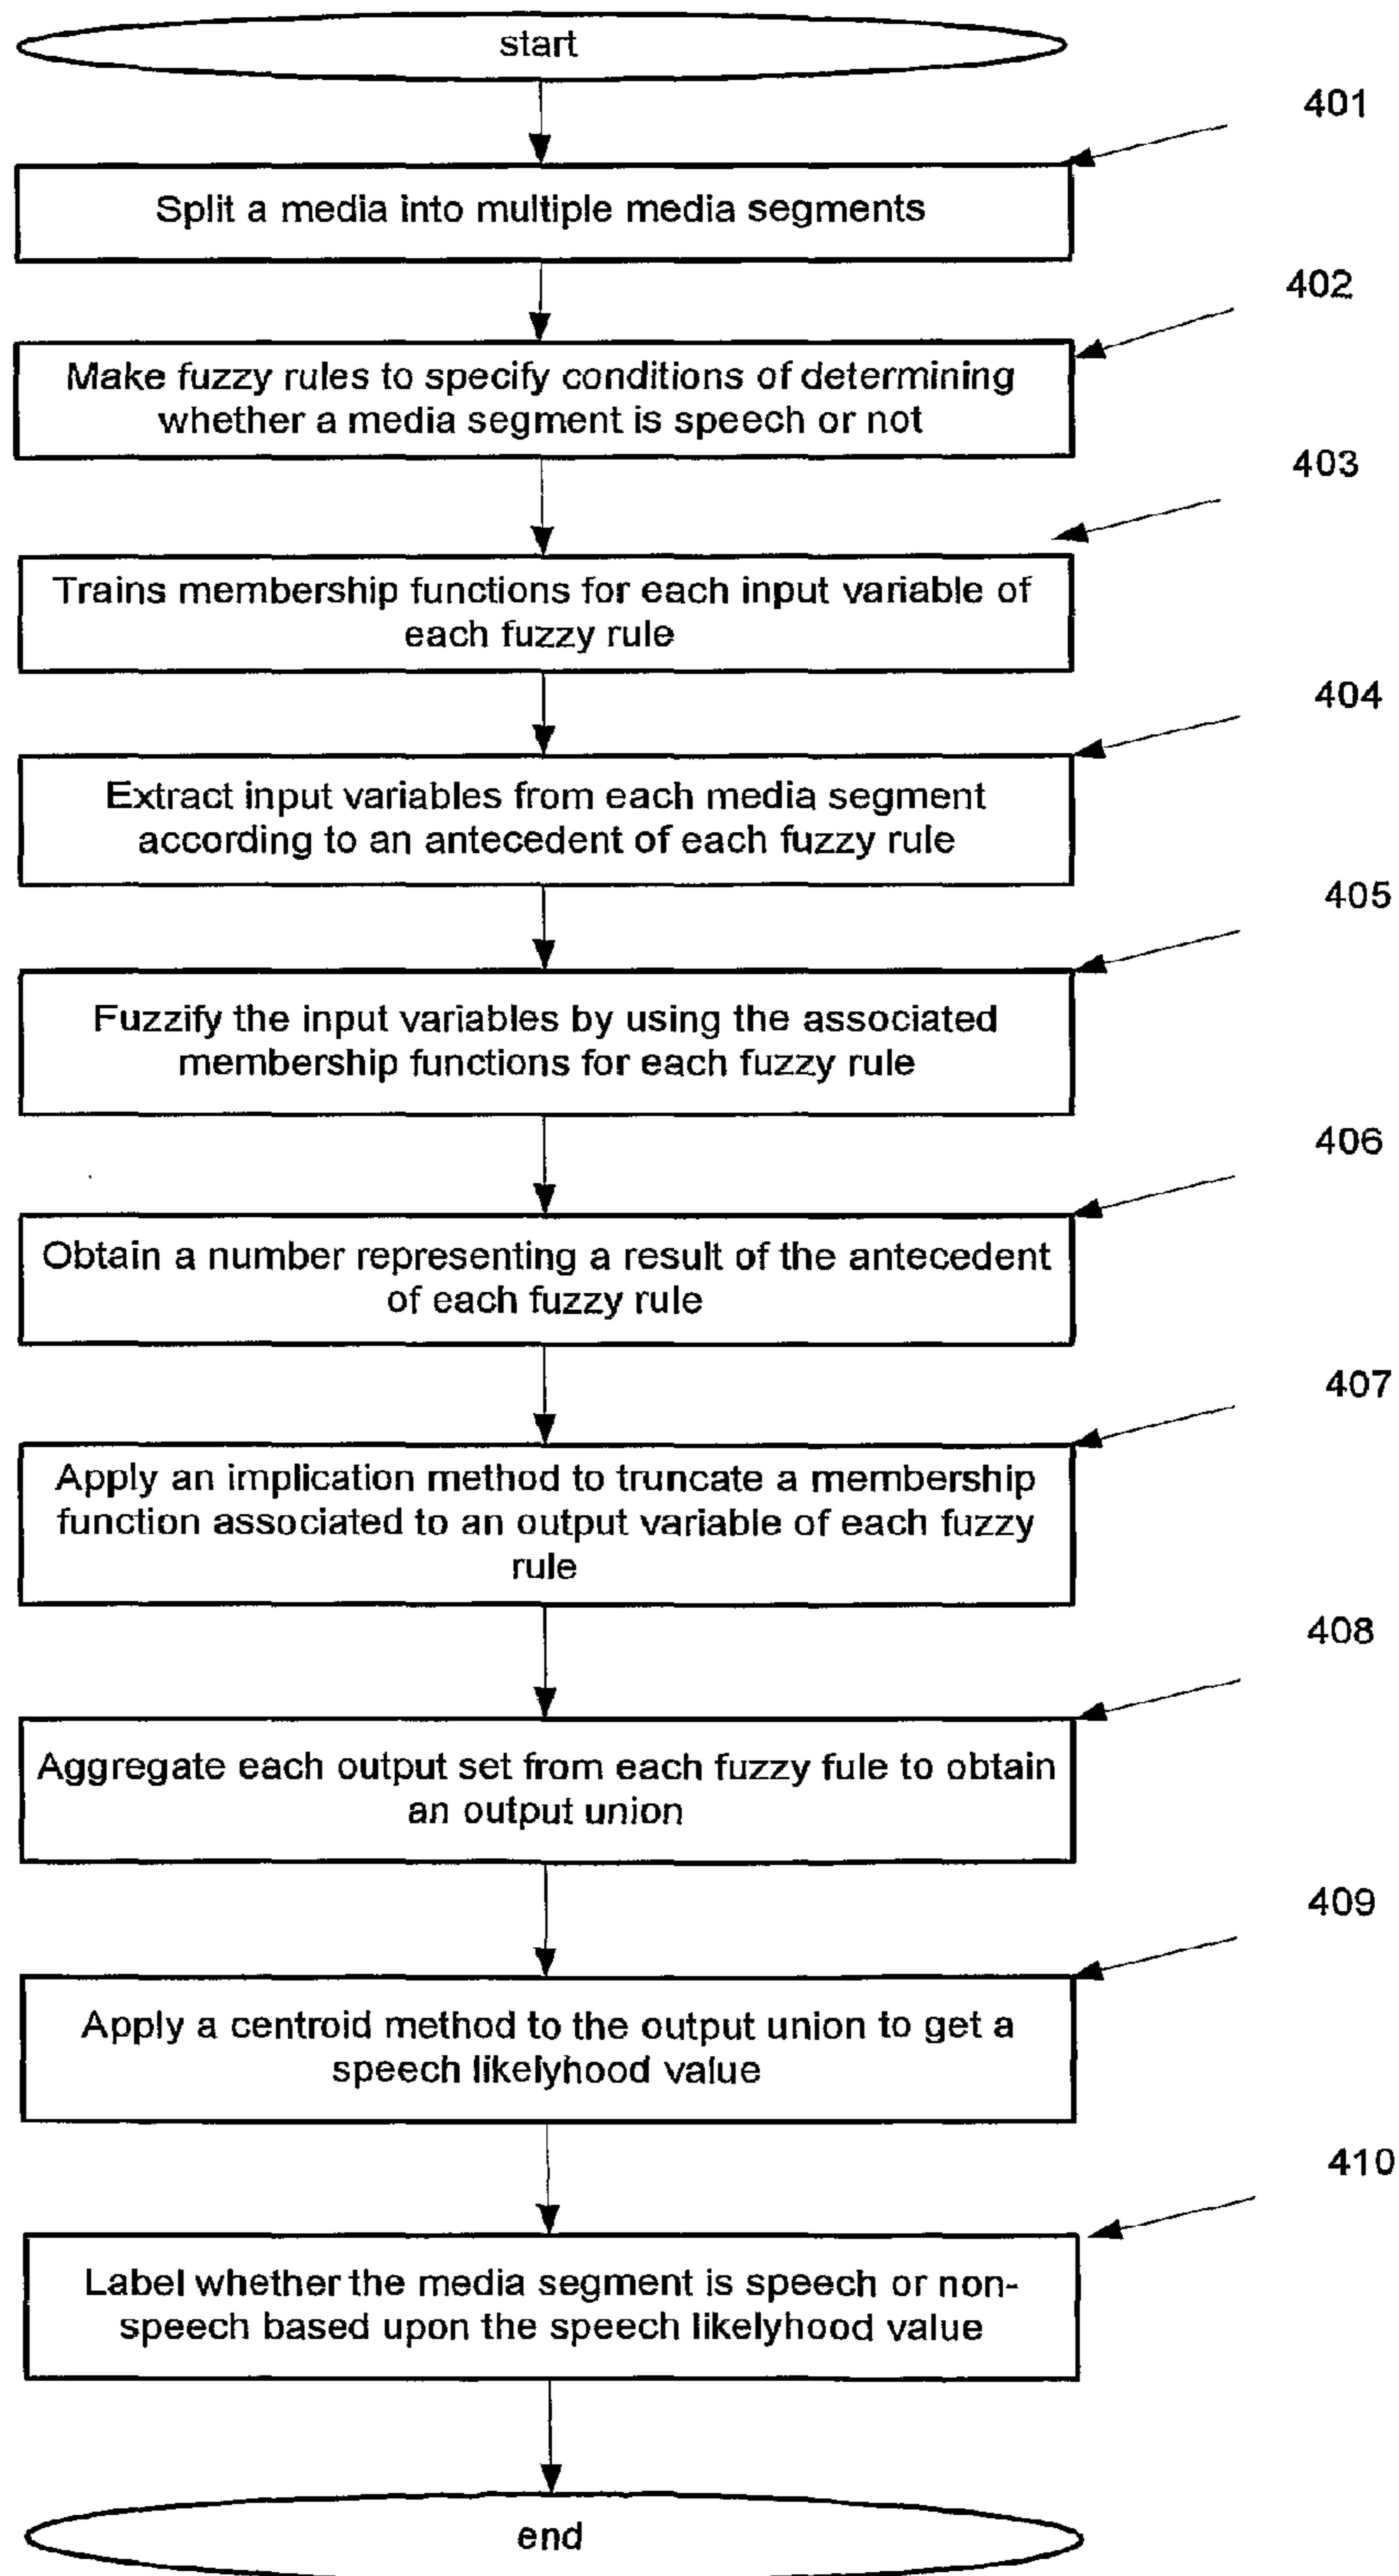 start
401
Split a media into multiple media segments
402
Make fuzzy rules to specify conditions of determining
whether a media segment is speech or not
403
Trains membership functions for each input variable of
each fuzzy rule
404
Extract input variables from each media segment
according to an antecedent of each fuzzy rule
405
Fuzzify the input variables by using the associated
membership functions for each fuzzy rule
406
Obtain a number representing a result of the antecedent
of each fuzzy rule
407
Apply an implication method to truncate a membership
function associated to an output variable of each fuzzy
rule
408
Aggregate each output set from each fuzzy fule to obtain
an output union
409
Apply a centroid method to the output union to get a
speech likelyhood value
410
Label whether the media segment is speech or non-
speech based upon the speech likelyhood value
end